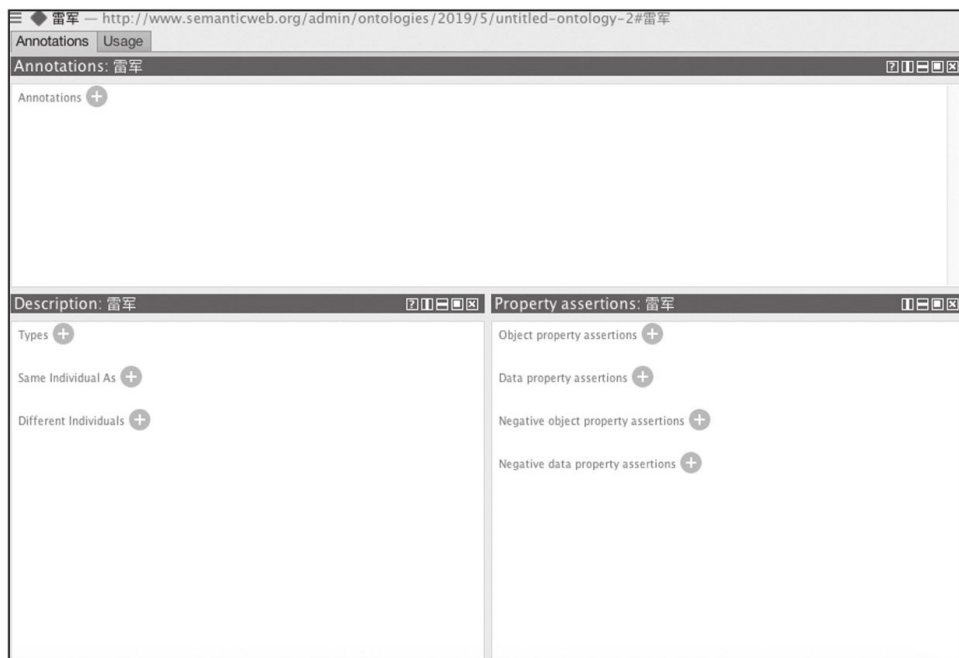 雷军 — http://www.semanticweb.org/admin/ontologies/2019/5/untitled-ontology-2#雷军
Annotations Usage
Annotations: 雷军
Annotations
Description: 雷军
Types
Same Individual As
Different Individuals
Property assertions: 雷军
Object property assertions
Data property assertions
Negative object property assertions
Negative data property assertions